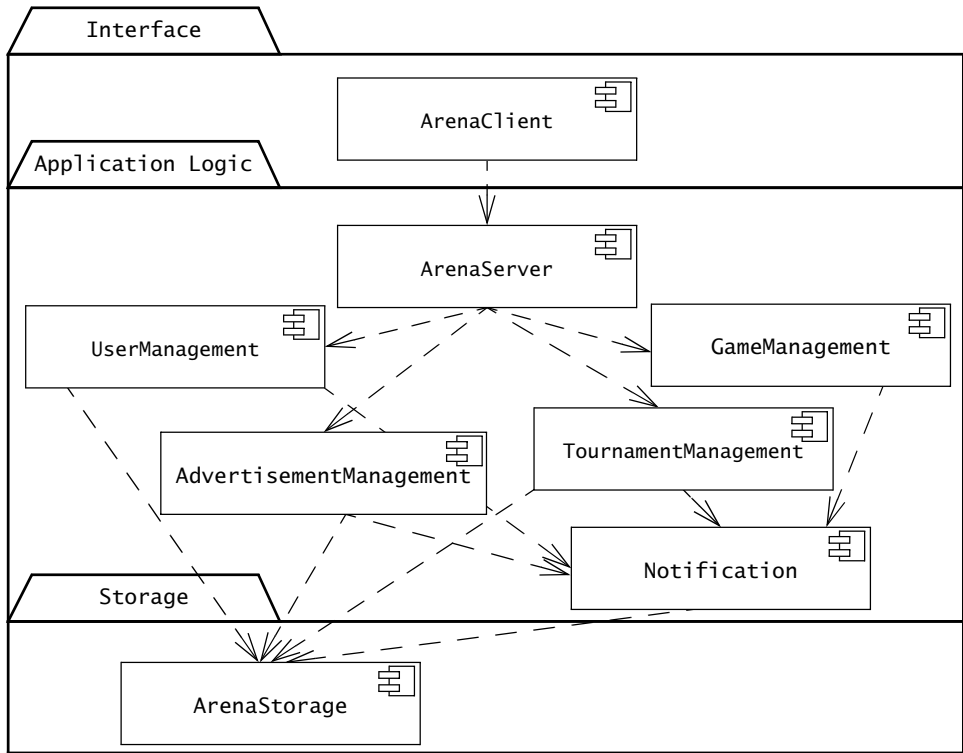 Interface
ArenaClient
Application Logic
ArenaServer
UserManagement
GameManagement
AdvertisementManagement
TournamentManagement
Notification
Storage
ArenaStorage